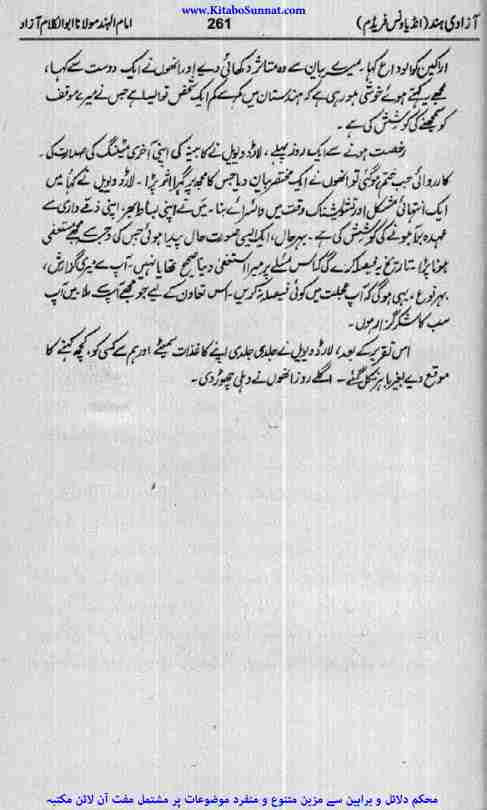 www.KitaboSunnat.com
آزادی ہند (انڈیا ونس فریڈم) 261 امام الہند مولانا ابوالکلام آزاد
اراکین کو الوداع کہا۔ میرے بیان سے وہ متاثر دکھائی دیے اور انھوں نے ایک دوست سے کہا،
مجھے یہ کہتے ہوئے خوشی ہو رہی ہے کہ ہندستان میں کم سے کم ایک شخص تو ایسا ہے جس نے میرے موقف
کو سمجھنے کی کوشش کی ہے۔
رخصت ہونے سے ایک روز پہلے، لارڈ ویول نے کابینہ کی اپنی آخری میٹنگ کی صدارت کی۔
کارروائی جب ختم ہوگئی تو انھوں نے ایک مختصر بیان دیا جس کا مجھ پر گہرا اثر پڑا۔ لارڈ ویول نے کہا میں
ایک انتہائی مشکل اور تشویشناک وقت میں وائسرائے بنا۔ میں نے اپنی بساط بھر اپنی ذمے داری سے
عہدہ برآ ہونے کی کوشش کی ہے۔ بہر حال، ایک ایسی صورت حال پیدا ہوئی جس کی وجہ سے مجھے مستعفی
ہونا پڑا۔ تاریخ یہ فیصلہ کرے گی کہ اس مسئلے پر میرا استعفیٰ دینا صحیح تھا یا نہیں، آپ سے میری گذارش،
بہر نوع، یہی ہوگی کہ آپ عجلت میں کوئی فیصلہ نہ کریں۔ اس تعاون کے لیے جو مجھے آپ سے ملا میں آپ
سب کا شکر گزار ہوں۔
اس تقریر کے بعد، لارڈ ویول نے جلدی جلدی اپنے کاغذات سمیٹے اور ہم سے کسی کو، کچھ کہنے کا
موقع دیے بغیر باہر نکل گئے۔ اگلے روز انھوں نے دہلی چھوڑ دی۔
محکم دلائل و براہین سے مزین متنوع و منفرد موضوعات پر مشتمل مفت آن لائن مکتبہ